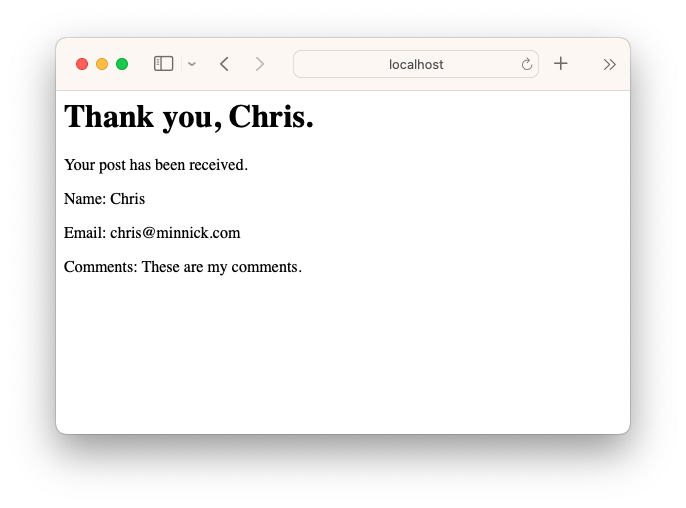 localhost
Thank you, Chris.
Your post has been received.
Name: Chris
Email: chris@minnick.com
Comments: These are my comments.